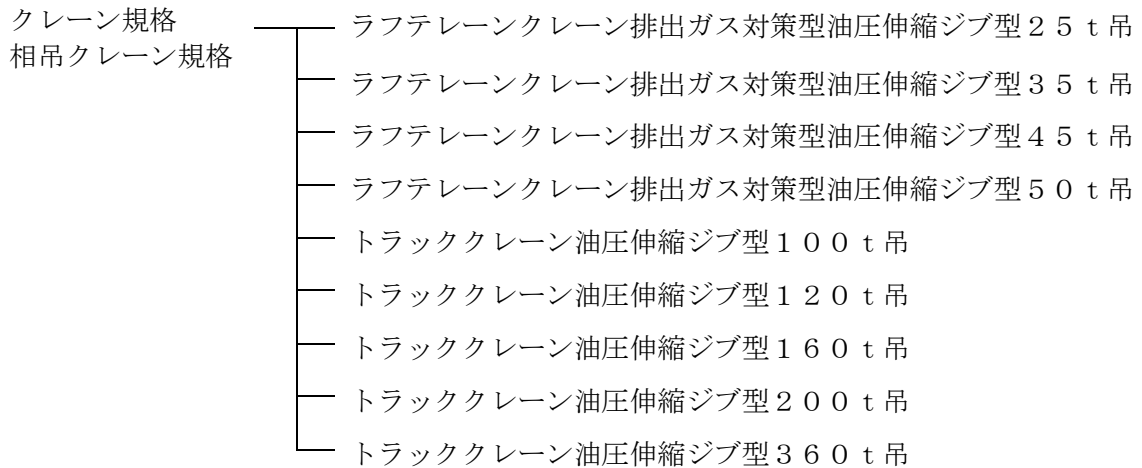 クレーン規格
相吊クレーン規格
ラフテレーンクレーン排出ガス対策型油圧伸縮ジブ型２５ｔ吊
ラフテレーンクレーン排出ガス対策型油圧伸縮ジブ型３５ｔ吊
ラフテレーンクレーン排出ガス対策型油圧伸縮ジブ型４５ｔ吊
ラフテレーンクレーン排出ガス対策型油圧伸縮ジブ型５０ｔ吊
トラッククレーン油圧伸縮ジブ型１００ｔ吊
トラッククレーン油圧伸縮ジブ型１２０ｔ吊
トラッククレーン油圧伸縮ジブ型１６０ｔ吊
トラッククレーン油圧伸縮ジブ型２００ｔ吊
トラッククレーン油圧伸縮ジブ型３６０ｔ吊